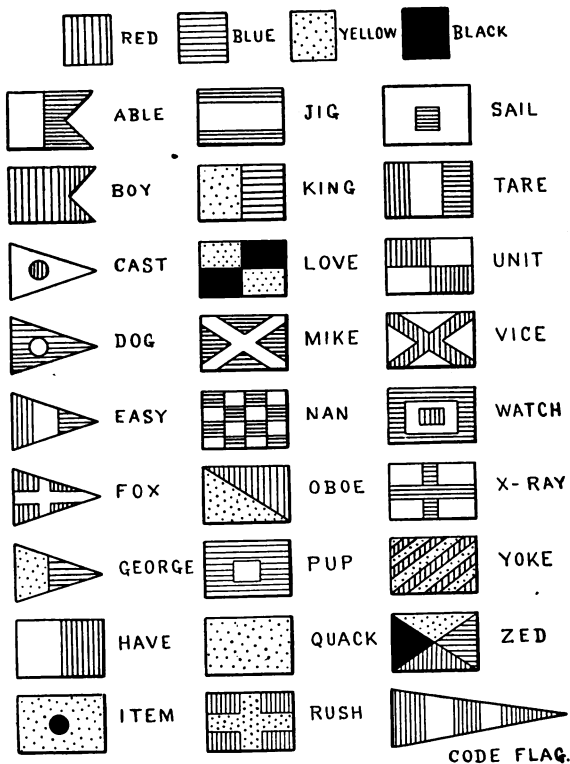 RED BLUE YELLOW BLACK
ABLE JIG SAIL
BOY KING TARE
CAST LOVE UNIT
DOG MIKE VICE
EASY NAN WATCH
FOX OBOE X-RAY
GEORGE PUP YOKE
HAVE QUACK ZED
ITEM RUSH
CODE FLAG.